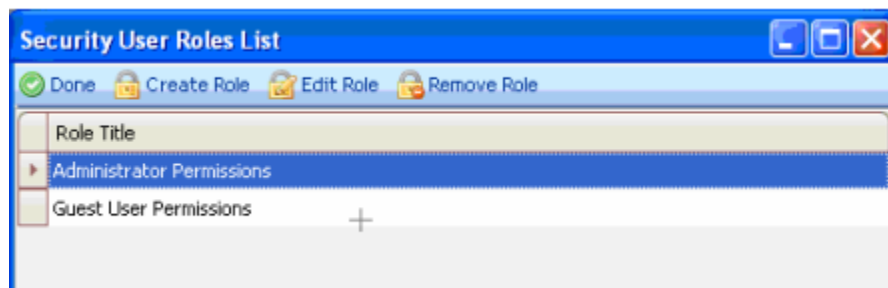 Security User Roles List
Done Create Role Edit Role Remove Role
Role Title
Administrator Permissions
Guest User Permissions